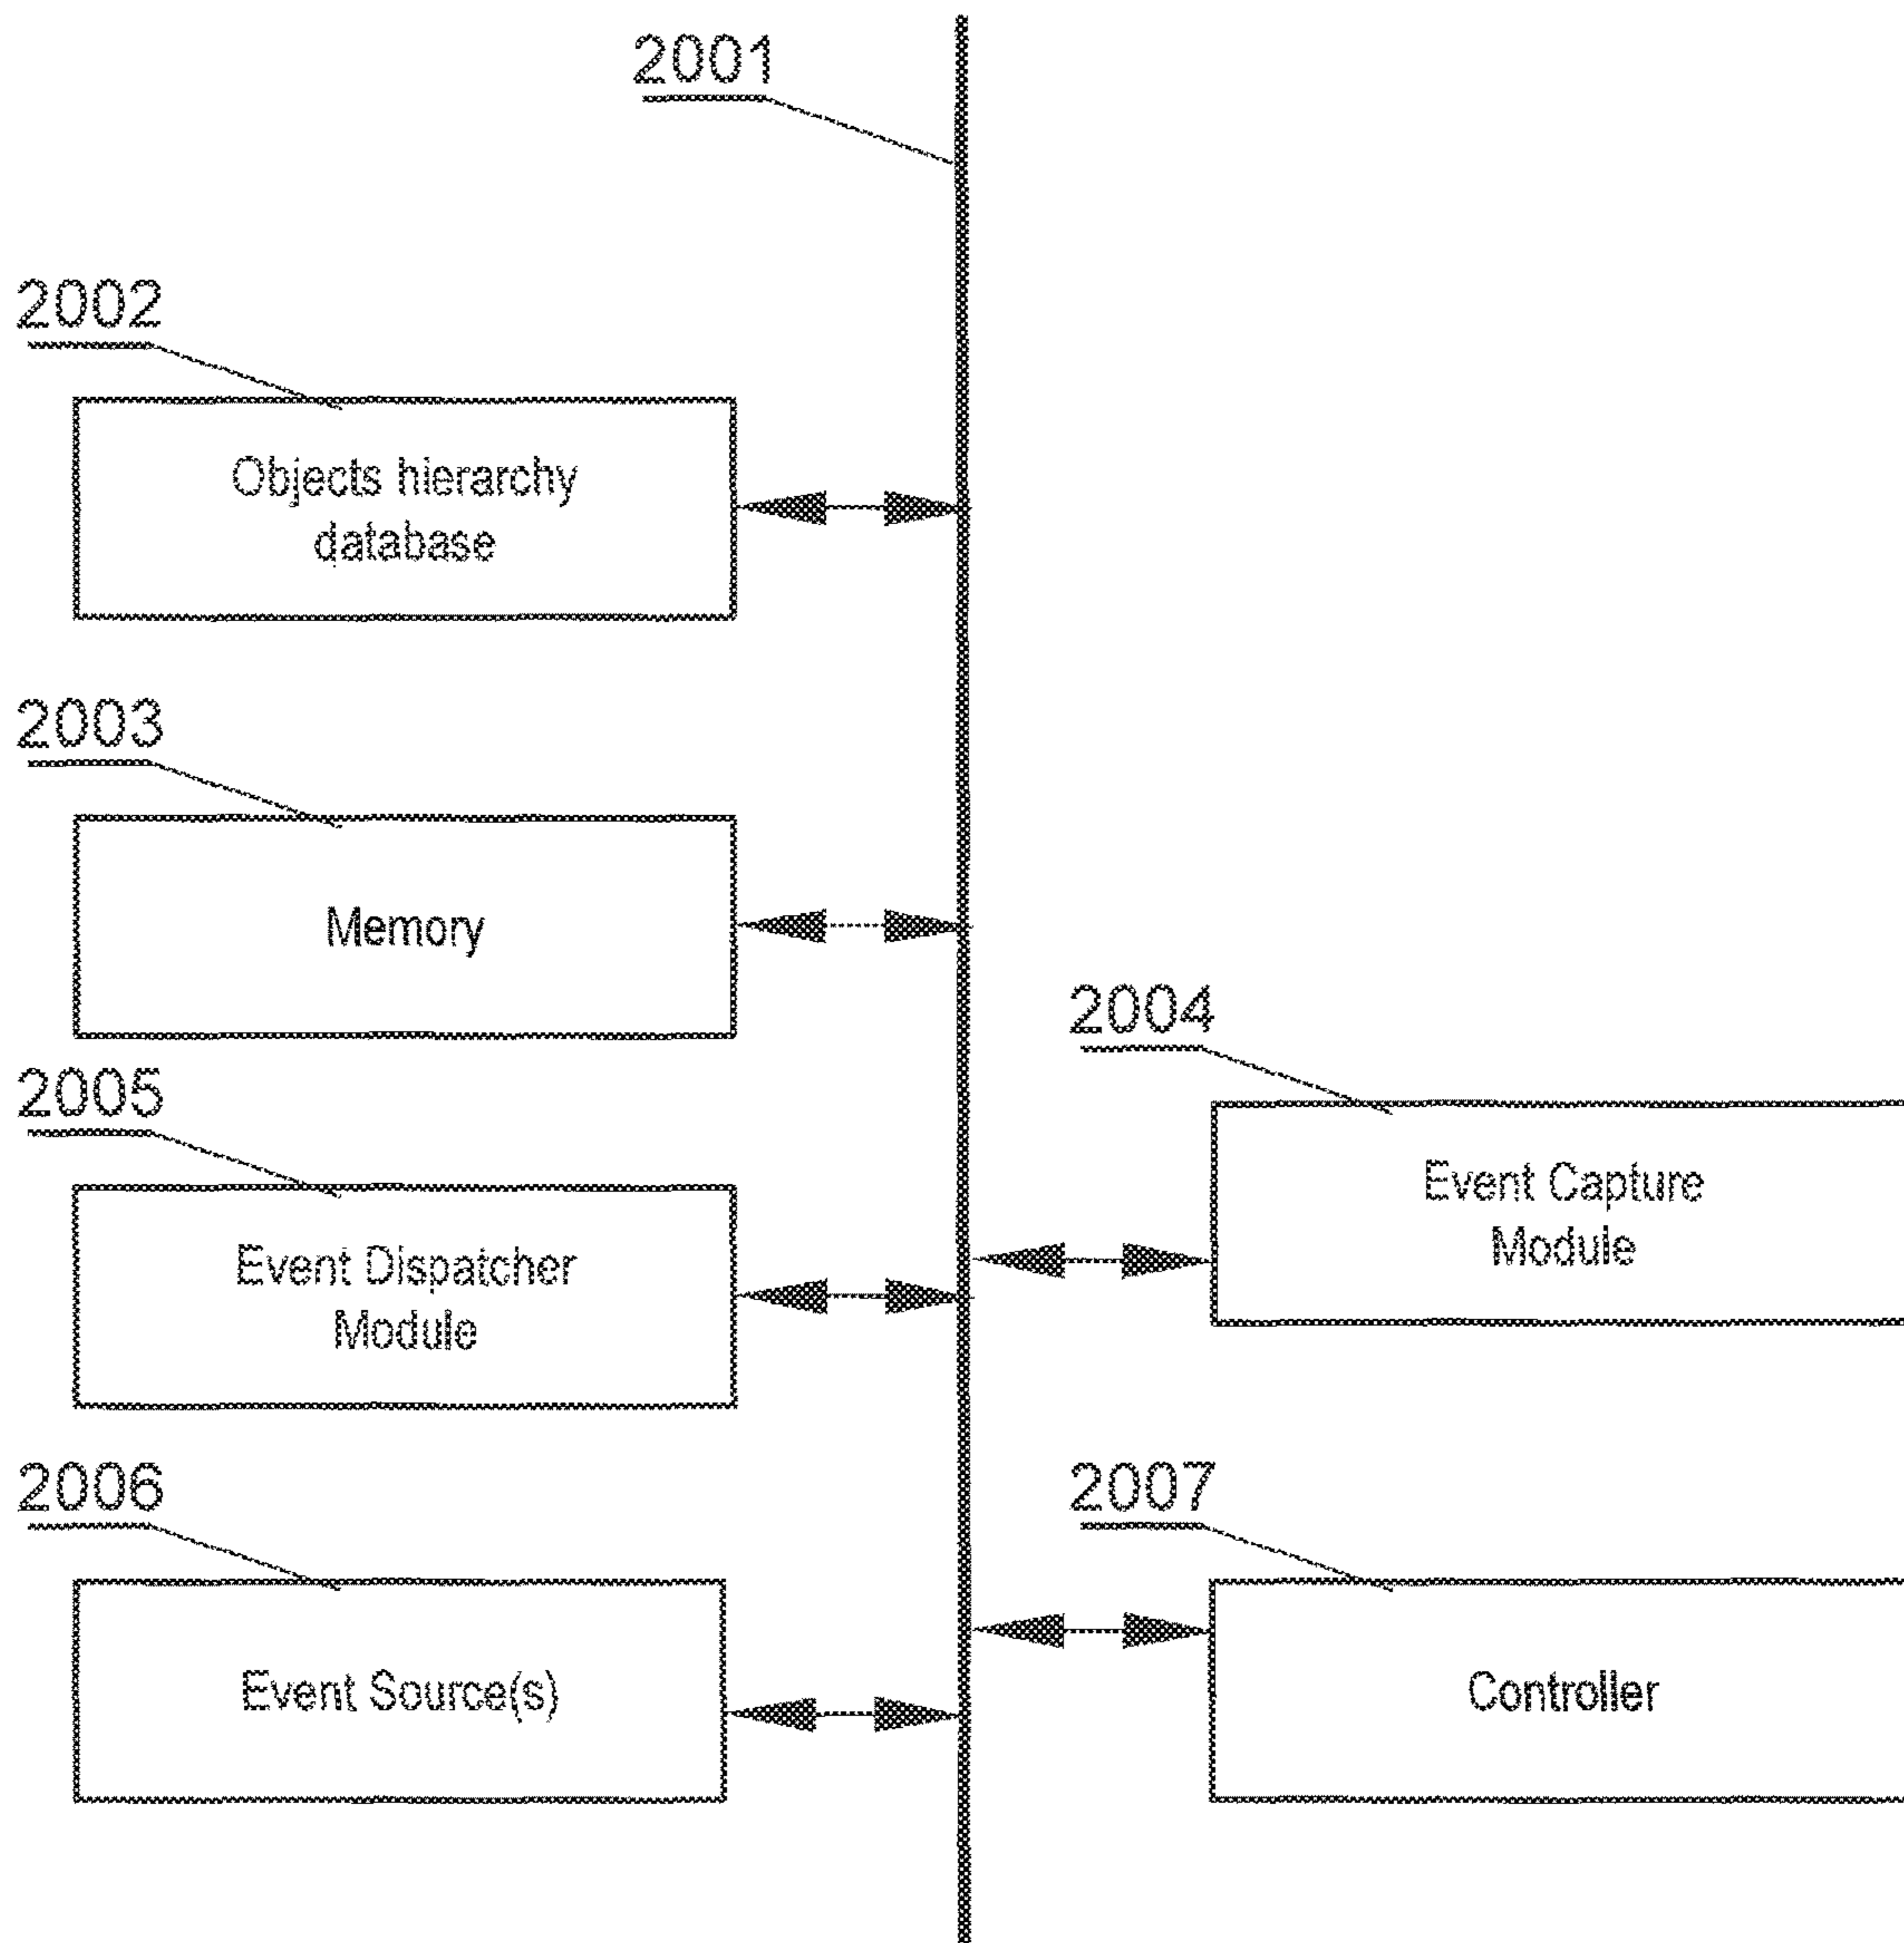 2001
2002
Objects hierarchy
database
2003
Memory
2004
Event Capture
Module
2005
Event Dispatcher
Module
2006
Event Source(s)
2007
Controller